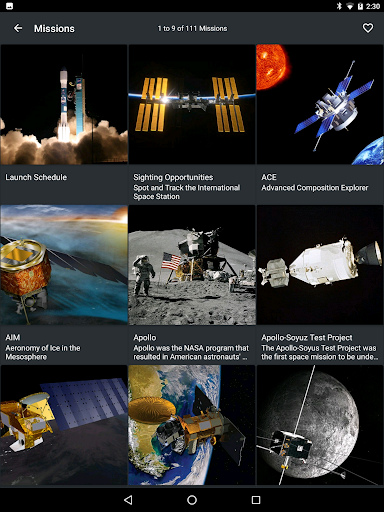 2:30
Missions
1 to 9 of 111 Missions
Launch Schedule
Sighting Opportunities
Spot and Track the International
Space Station
ACE
Advanced Composition Explorer
AIM
Aeronomy of Ice in the
Mesosphere
Apollo
Apollo was the NASA program that
resulted in American astronauts' ...
Apollo-Soyuz Test Project
The Apollo-Soyus Test Project was
the first space mission to be unde...